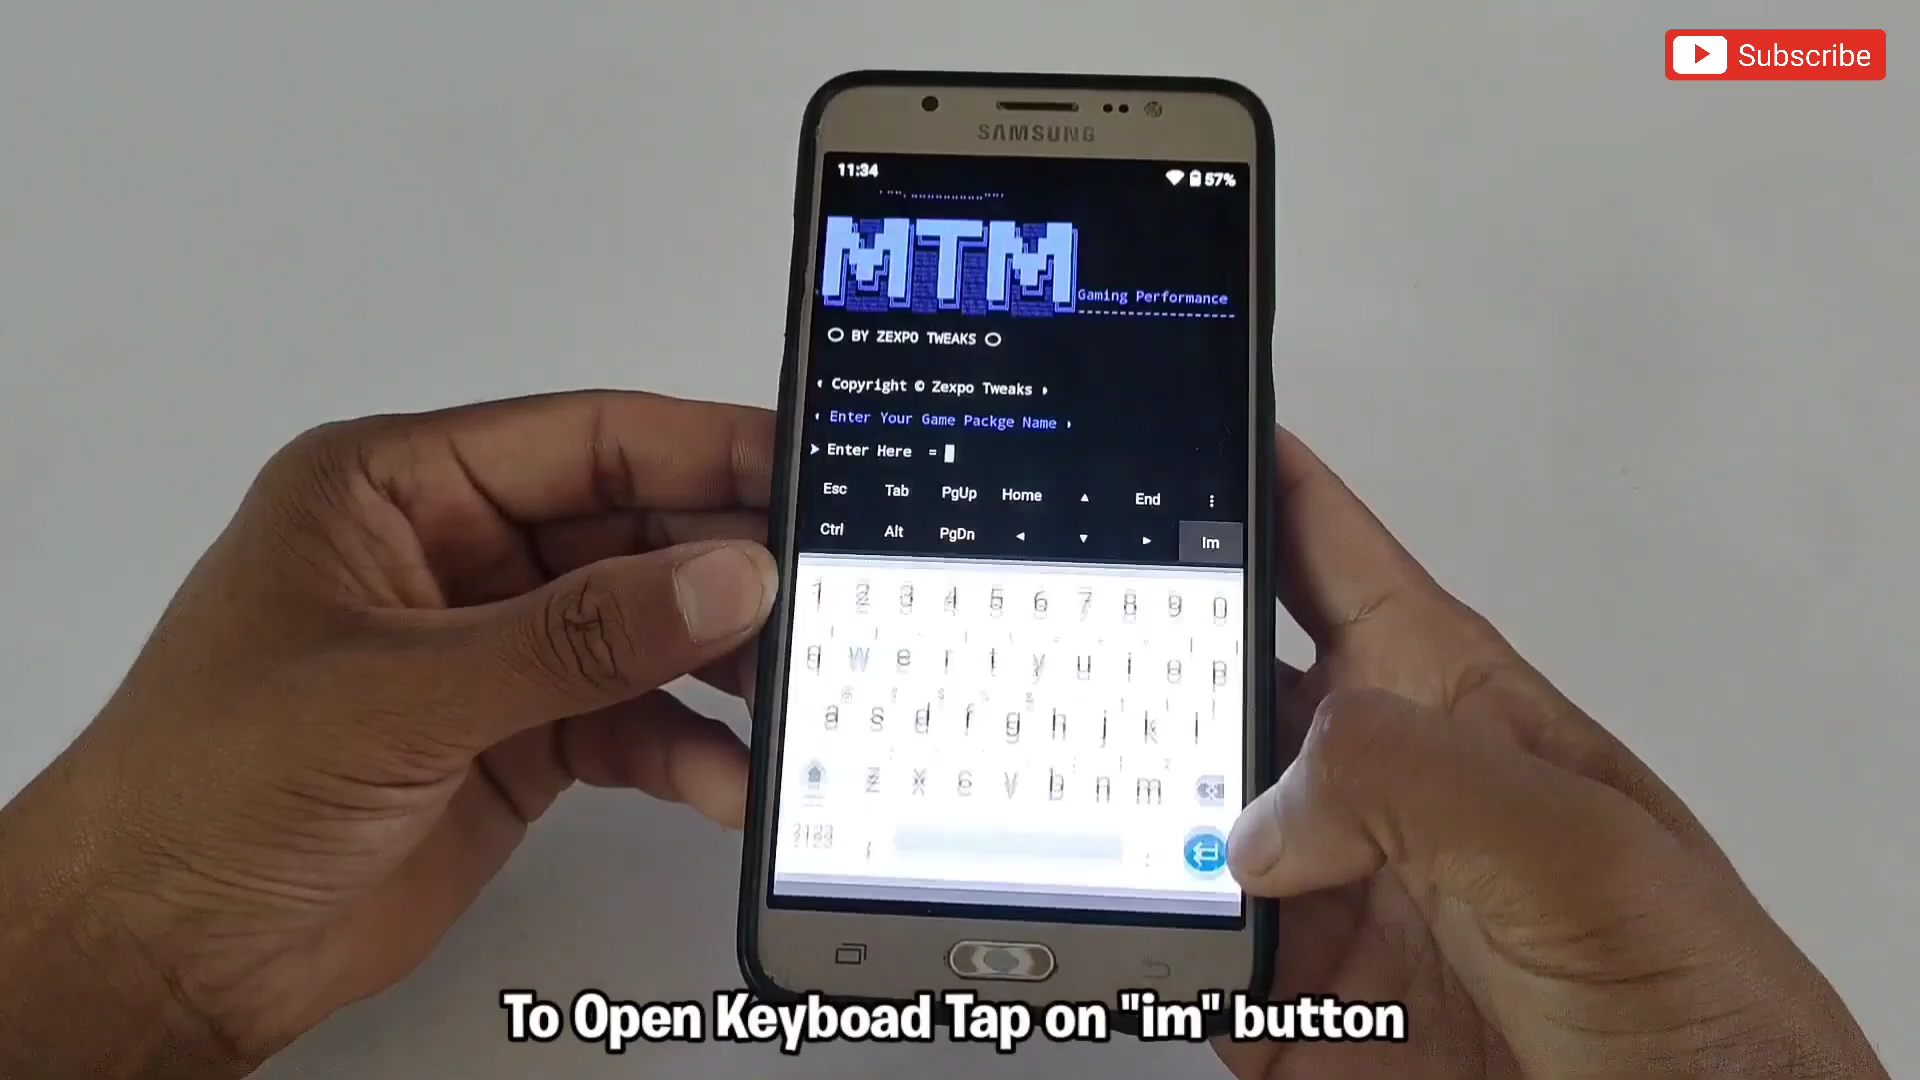 Subscribe
SAMSUNG
11:34
57%
MTM
Gaming Performance
BY ZEXPO TWEAKS
Copyright © Zexpo Tweaks
Enter Your Game Packge Name
Enter Here =
Esc Tab PgUp Home ▲ End ⋮
Ctrl Alt PgDn ◄ ▼ ► Im
1 2 3 4 5 6 7 8 9 0
q w e r t y u i o p
a s d f g h j k l
z x c v b n m
To Open Keyboad Tap on "im" button